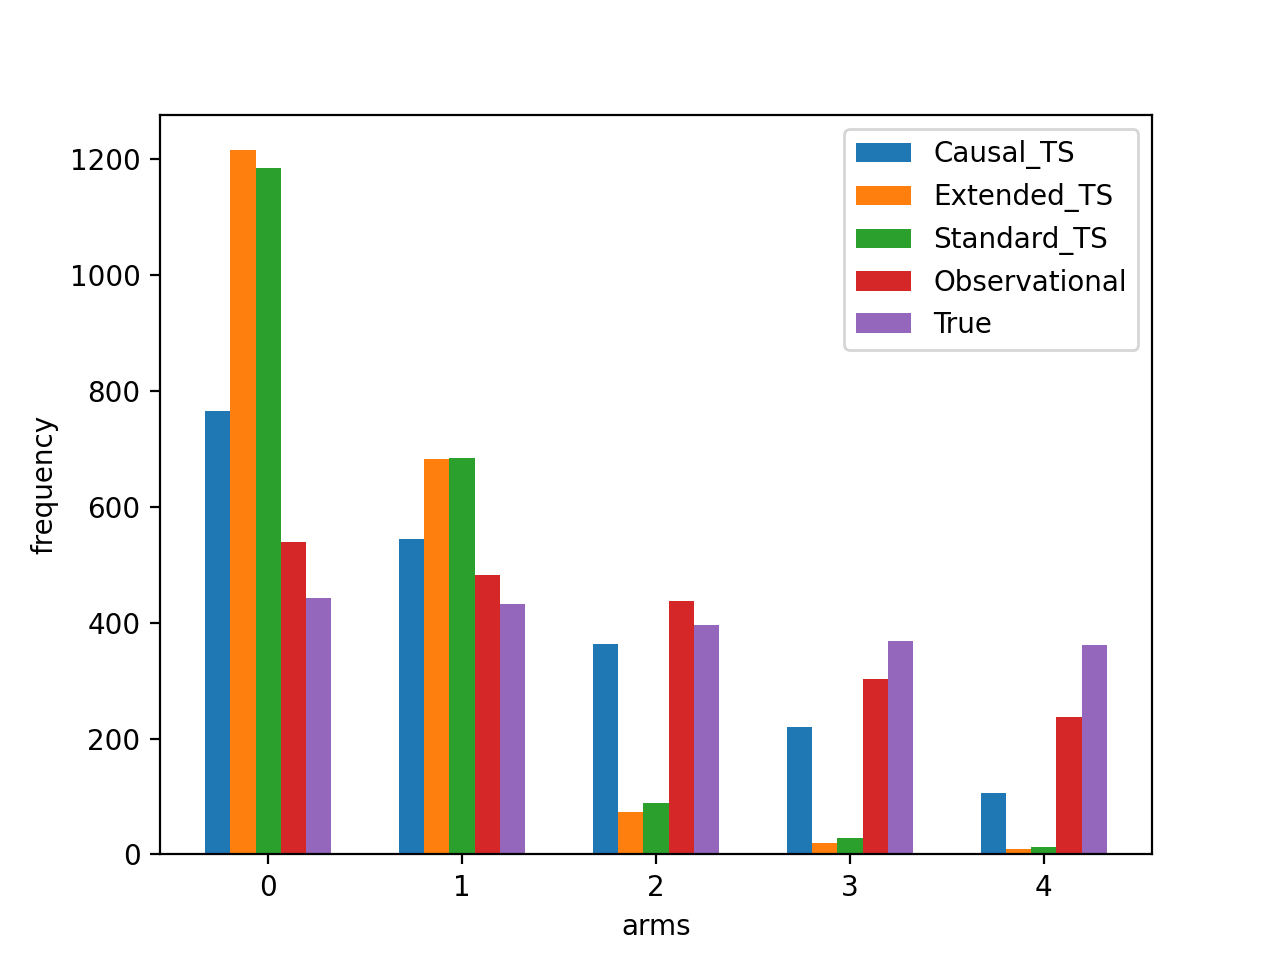 1200
1000
800
600
400
200
0
frequency
0 1 2 3 4
arms
Causal_TS
Extended_TS
Standard_TS
Observational
True